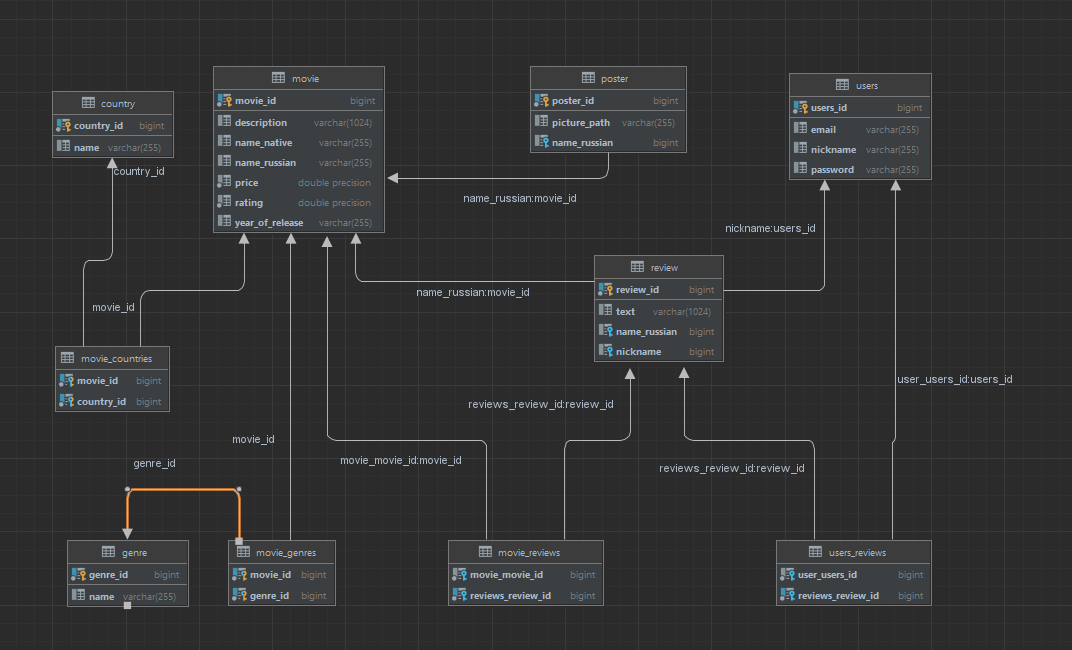 country
country_id bigint
name varchar(255)
movie
movie_id bigint
description varchar(1024)
name_native varchar(255)
name_russian varchar(255)
price double precision
rating double precision
year_of_release varchar(255)
poster
poster_id bigint
picture_path varchar(255)
name_russian bigint
users
users_id bigint
email varchar(255)
nickname varchar(255)
password varchar(255)
country_id
name_russian:movie_id
nickname:users_id
review
review_id bigint
text varchar(1024)
name_russian bigint
nickname bigint
name_russian:movie_id
movie_id
movie_countries
movie_id bigint
country_id bigint
user_users_id:users_id
reviews_review_id:review_id
movie_id
movie_movie_id:movie_id
genre_id
reviews_review_id:review_id
genre
genre_id bigint
name varchar(255)
movie_genres
movie_id bigint
genre_id bigint
movie_reviews
movie_movie_id bigint
reviews_review_id bigint
users_reviews
user_users_id bigint
reviews_review_id bigint